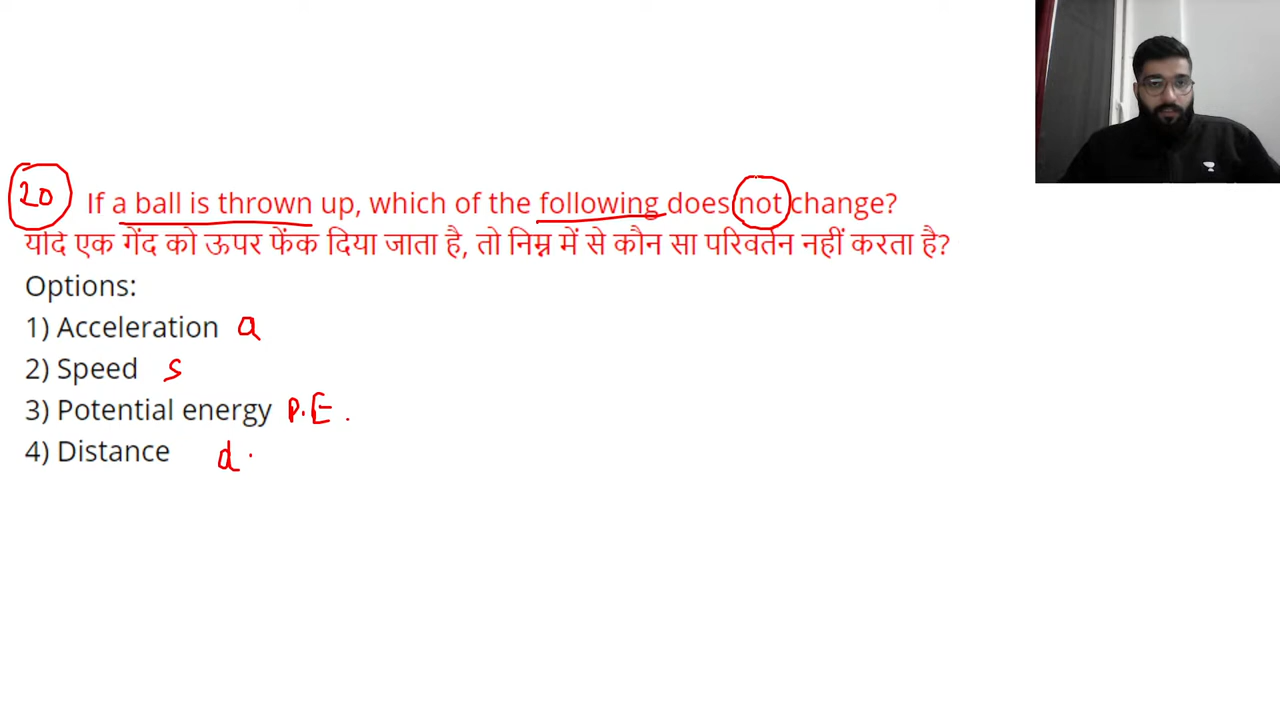 20 If a ball is thrown up, which of the following does not change?
यदि एक गेंद को ऊपर फेंक दिया जाता है, तो निम्न में से कौन सा परिवर्तन नहीं करता है?
Options:
1) Acceleration a
2) Speed s
3) Potential energy P.E.
4) Distance d